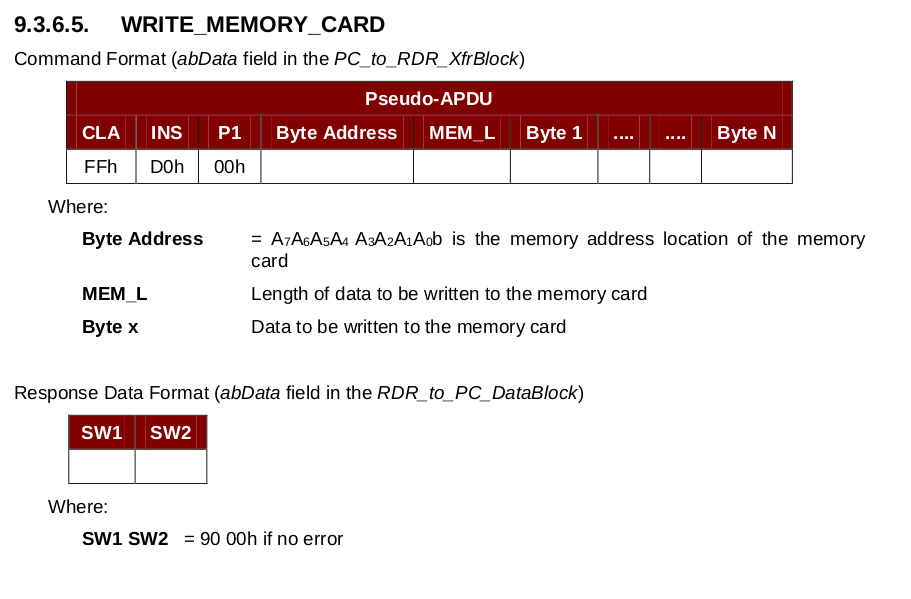 9.3.6.5. WRITE_MEMORY_CARD
Command Format (abData field in the PC_to_RDR_XfrBlock)
Pseudo-APDU
CLA INS P1 Byte Address MEM_L Byte 1 .... .... Byte N
FFh D0h 00h
Where:
Byte Address = A₇A₆A₅A₄ A₃A₂A₁A₀b is the memory address location of the memory
card
MEM_L Length of data to be written to the memory card
Byte x Data to be written to the memory card
Response Data Format (abData field in the RDR_to_PC_DataBlock)
SW1 SW2
Where:
SW1 SW2 = 90 00h if no error